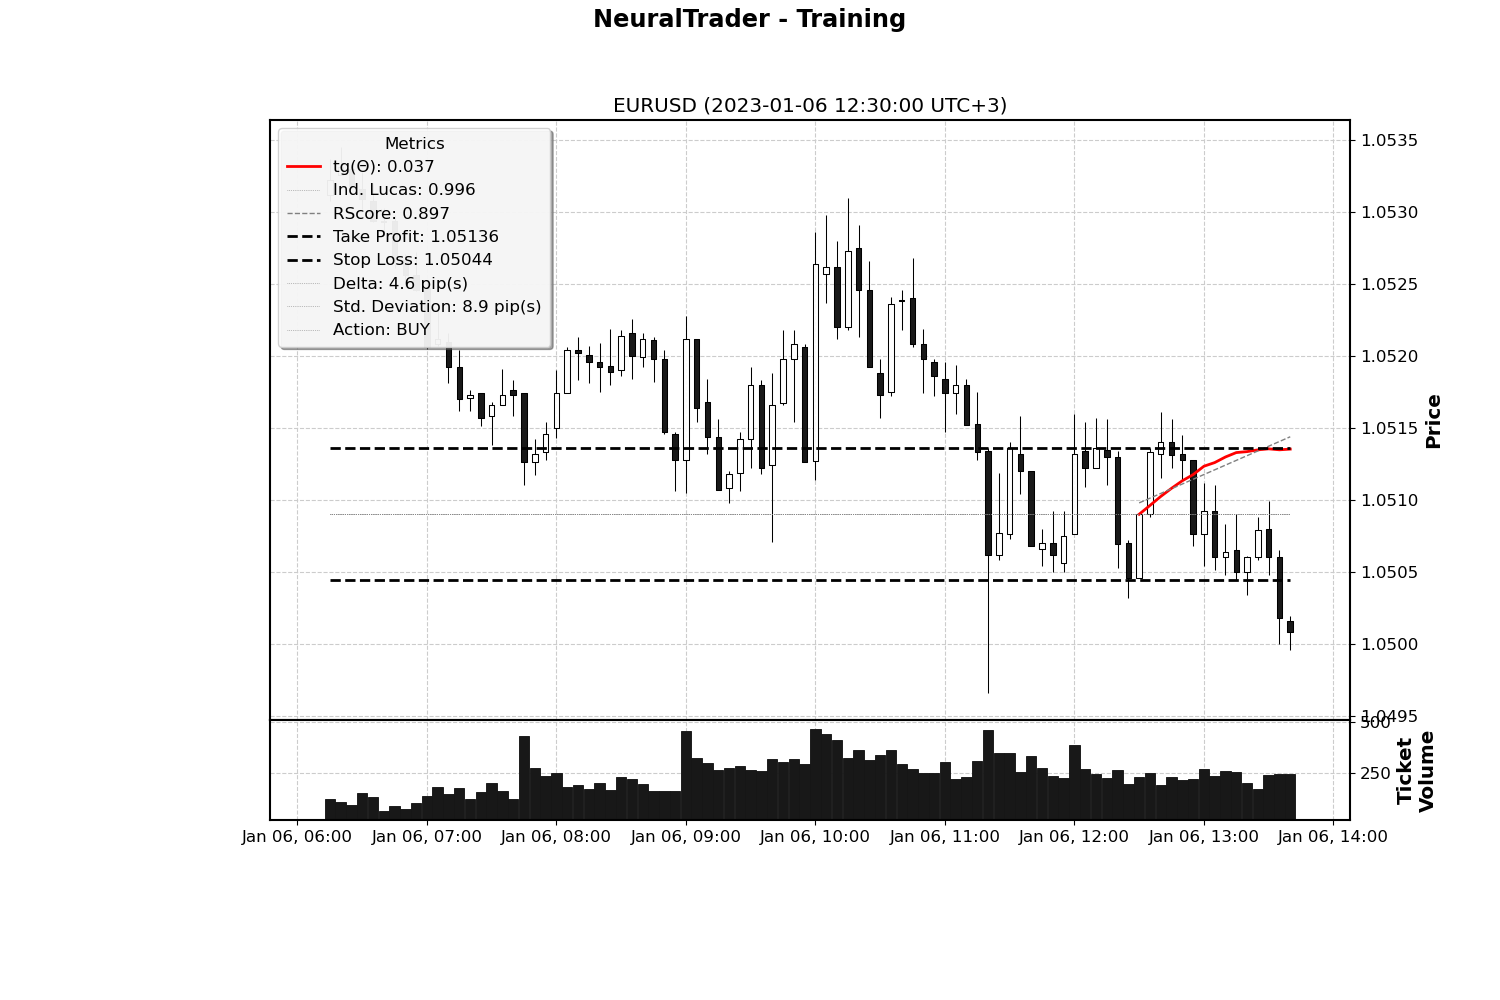 NeuralTrader - Training
EURUSD (2023-01-06 12:30:00 UTC+3)
Metrics
tg(Θ): 0.037
Ind. Lucas: 0.996
RScore: 0.897
Take Profit: 1.05136
Stop Loss: 1.05044
Delta: 4.6 pip(s)
Std. Deviation: 8.9 pip(s)
Action: BUY
1.0535
1.0530
1.0525
1.0520
1.0515
1.0510
1.0505
1.0500
1.0495
Price
500
250
Ticket
Volume
Jan 06, 06:00
Jan 06, 07:00
Jan 06, 08:00
Jan 06, 09:00
Jan 06, 10:00
Jan 06, 11:00
Jan 06, 12:00
Jan 06, 13:00
Jan 06, 14:00